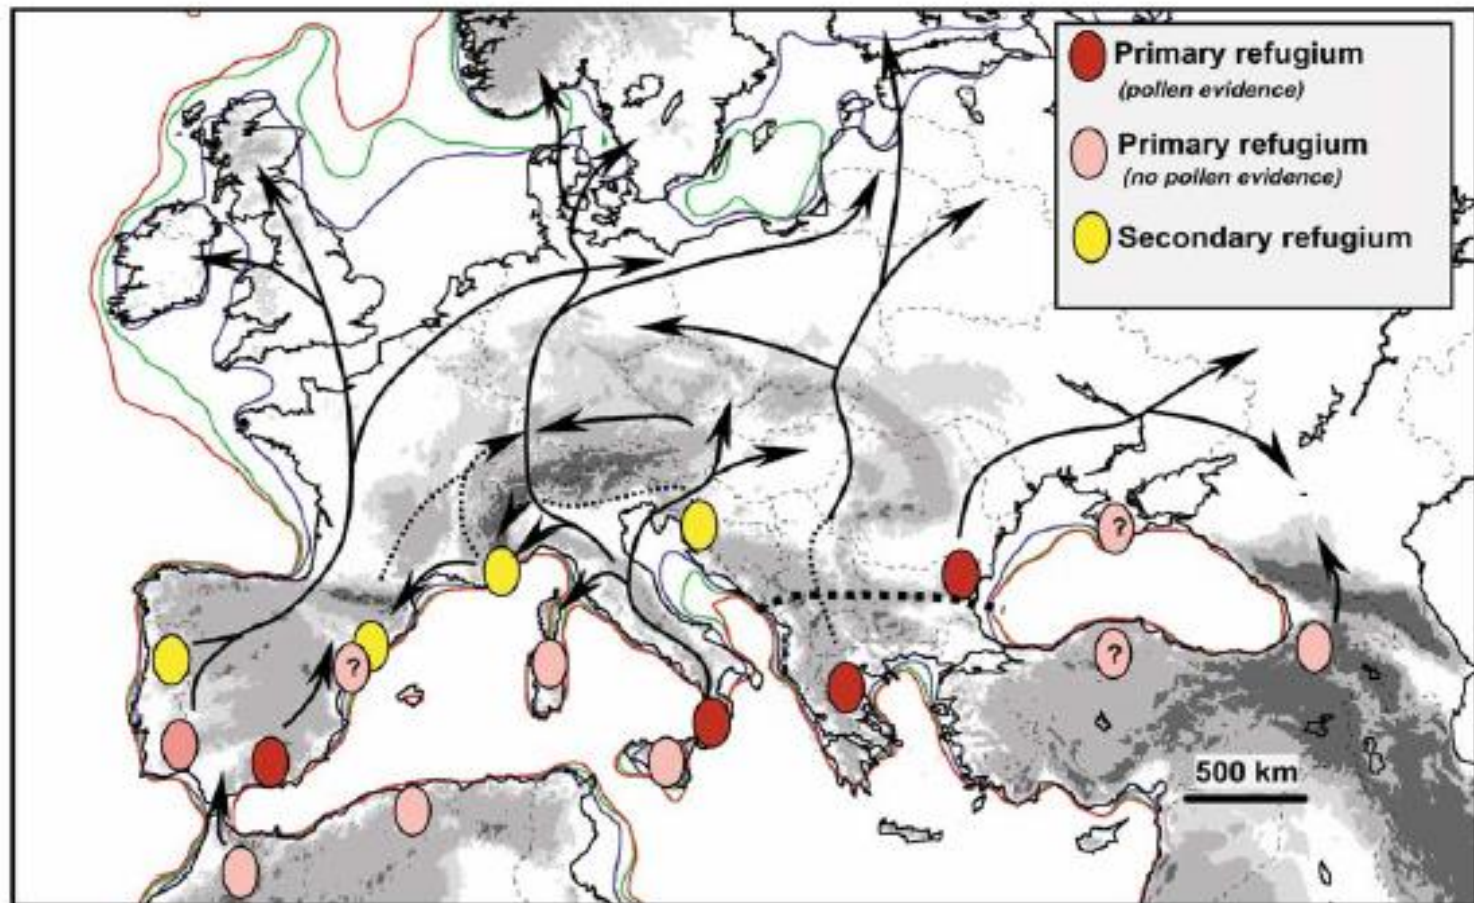 Primary refugium
(pollen evidence)
Primary refugium
(no pollen evidence)
Secondary refugium
?
?
?
500 km